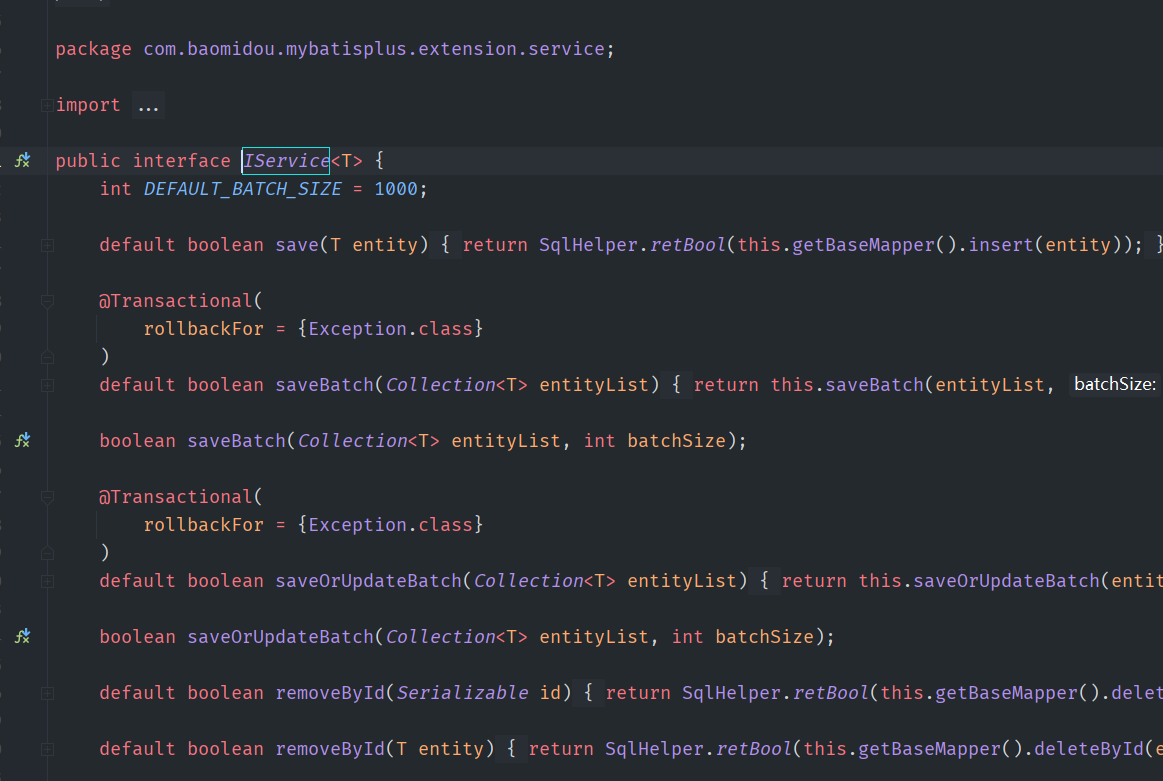 package com.baomidou.mybatisplus.extension.service;
import ...
public interface IService<T> {
int DEFAULT_BATCH_SIZE = 1000;
default boolean save(T entity) { return SqlHelper.retBool(this.getBaseMapper().insert(entity)); }
@Transactional(
rollbackFor = {Exception.class}
)
default boolean saveBatch(Collection<T> entityList) { return this.saveBatch(entityList, batchSize:
boolean saveBatch(Collection<T> entityList, int batchSize);
@Transactional(
rollbackFor = {Exception.class}
)
default boolean saveOrUpdateBatch(Collection<T> entityList) { return this.saveOrUpdateBatch(entit
boolean saveOrUpdateBatch(Collection<T> entityList, int batchSize);
default boolean removeById(Serializable id) { return SqlHelper.retBool(this.getBaseMapper().delet
default boolean removeById(T entity) { return SqlHelper.retBool(this.getBaseMapper().deleteById(e